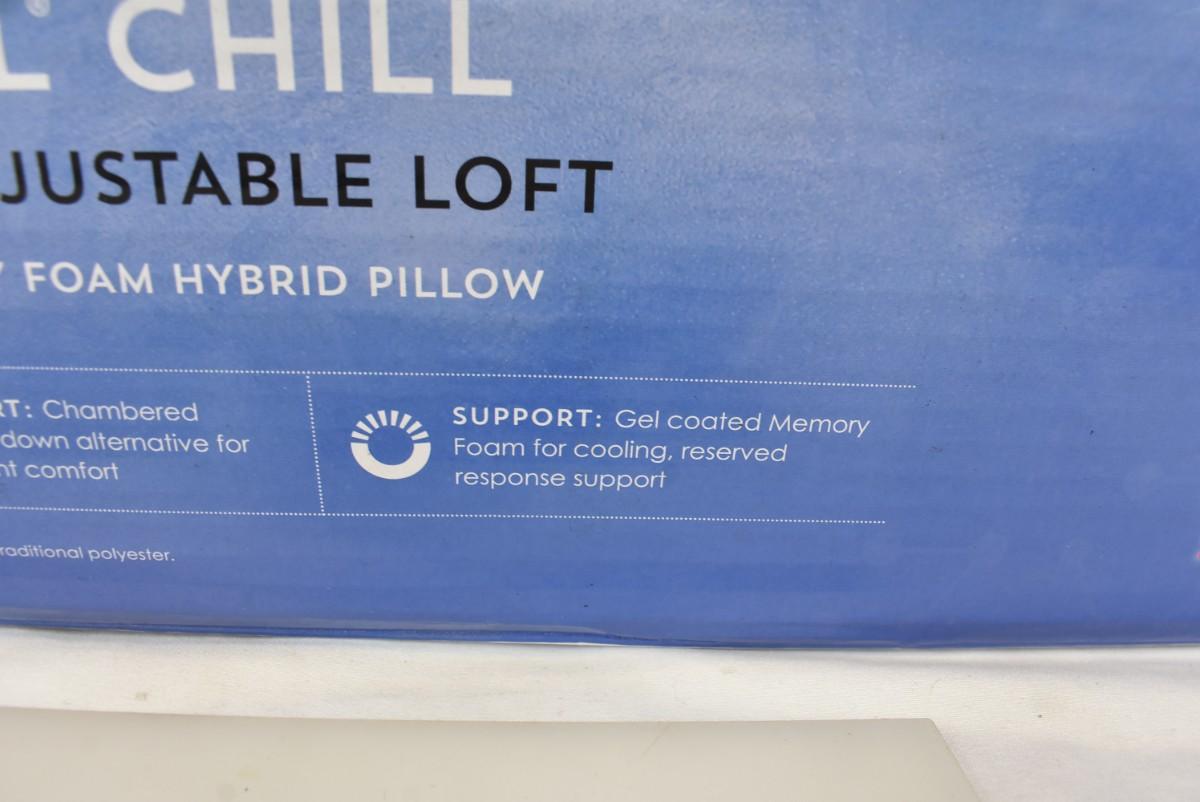 L® CHILL
JUSTABLE LOFT
Y FOAM HYBRID PILLOW
RT: Chambered
down alternative for
nt comfort
SUPPORT: Gel coated Memory
Foam for cooling, reserved
response support
raditional polyester.